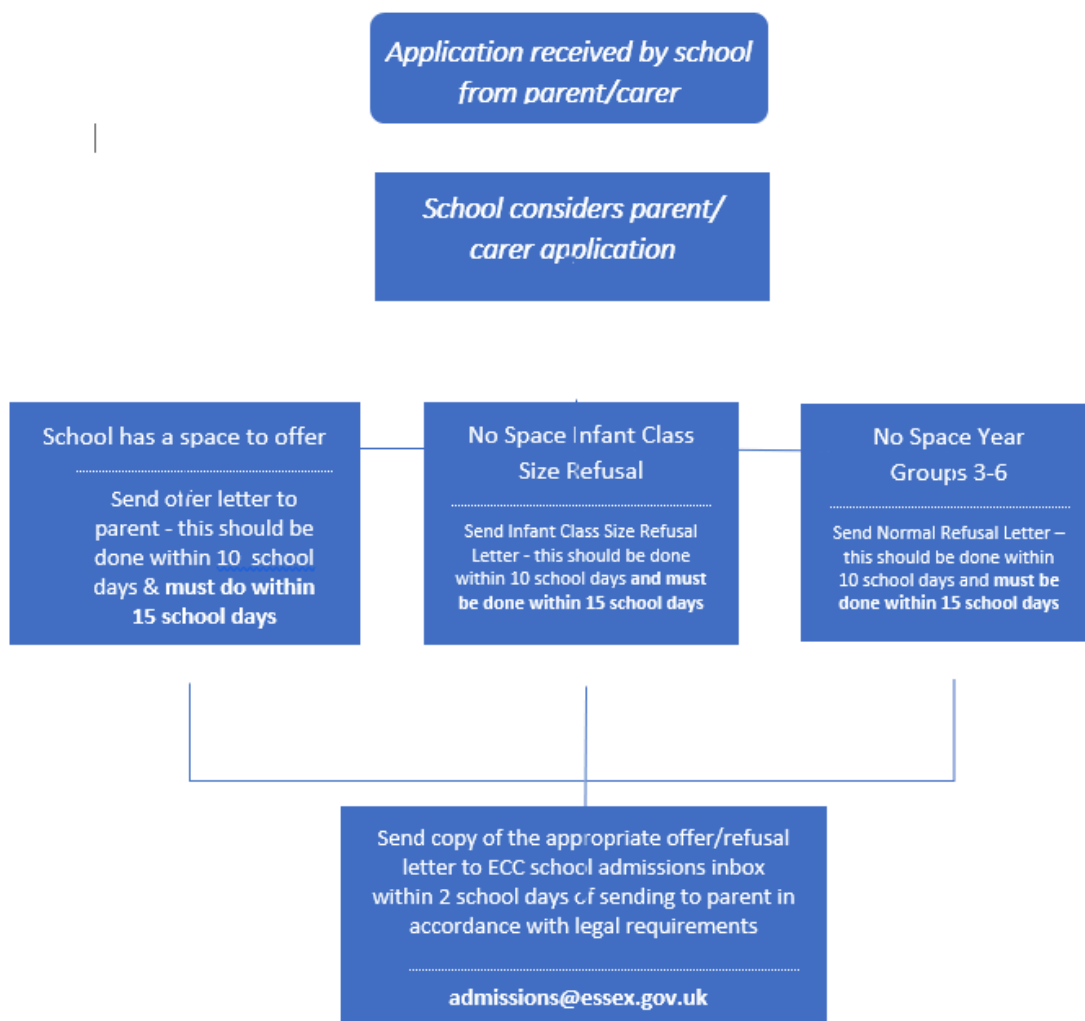 Application received by school
from parent/carer
School considers parent/
carer application
School has a space to offer
Send offer letter to
parent - this should be
done within 10  school
days & must do within
15 school days
No Space Infant Class
Size Refusal
Send Infant Class Size Refusal
Letter - this should be done
within 10 school days and must
be done within 15 school days
No Space Year
Groups 3-6
Send Normal Refusal Letter –
this should be done within
10 school days and must be
done within 15 school days
Send copy of the appropriate offer/refusal
letter to ECC school admissions inbox
within 2 school days of sending to parent in
accordance with legal requirements
admissions@essex.gov.uk